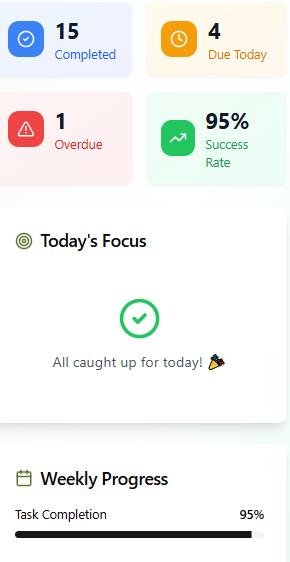 15
Completed
4
Due Today
1
Overdue
95%
Success
Rate
Today's Focus
All caught up for today! 🎉
Weekly Progress
Task Completion 95%